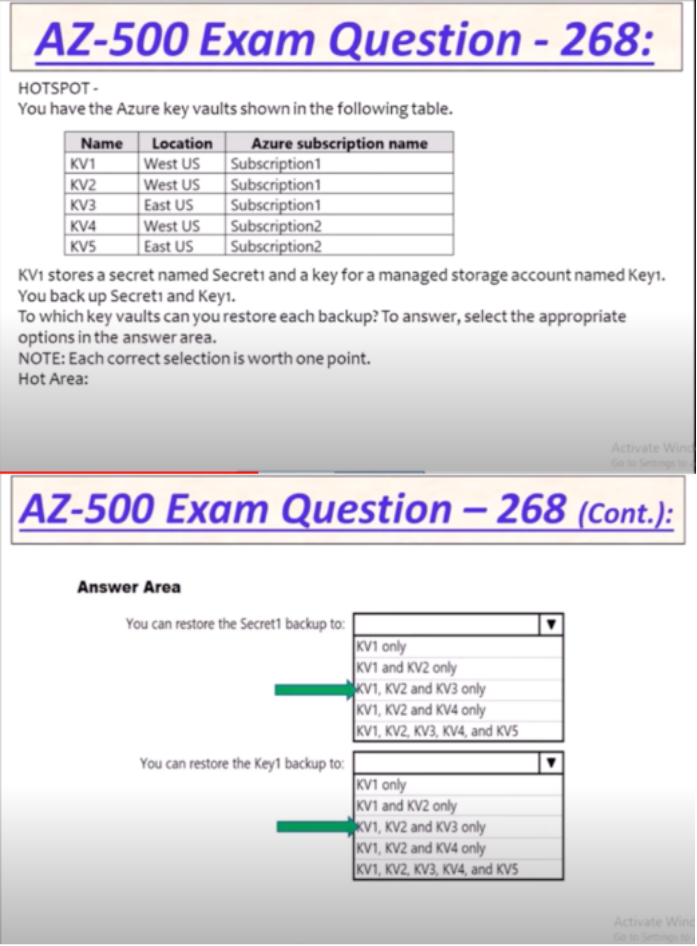 AZ-500 Exam Question - 268:
HOTSPOT -
You have the Azure key vaults shown in the following table.
Name Location Azure subscription name
KV1 West US Subscription1
KV2 West US Subscription1
KV3 East US Subscription1
KV4 West US Subscription2
KV5 East US Subscription2
KV1 stores a secret named Secret1 and a key for a managed storage account named Key1.
You back up Secret1 and Key1.
To which key vaults can you restore each backup? To answer, select the appropriate
options in the answer area.
NOTE: Each correct selection is worth one point.
Hot Area:
Activate Wind
Go to Settings to
AZ-500 Exam Question – 268 (Cont.):
Answer Area
You can restore the Secret1 backup to:
KV1 only
KV1 and KV2 only
KV1, KV2 and KV3 only
KV1, KV2 and KV4 only
KV1, KV2, KV3, KV4, and KV5
You can restore the Key1 backup to:
KV1 only
KV1 and KV2 only
KV1, KV2 and KV3 only
KV1, KV2 and KV4 only
KV1, KV2, KV3, KV4, and KV5
Activate Wind
Go to Settings to